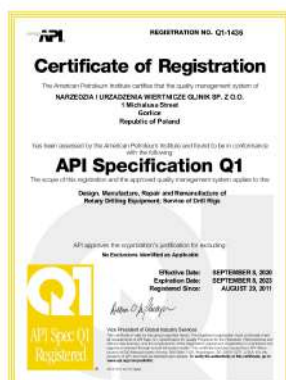 API
REGISTRATION NO. Q1-1436
Certificate of Registration
The American Petroleum Institute certifies that the quality management system of
NARZEDZIA I URZADZENIA WIERTNICZE GLINIK SP. Z O.O.
1 Michalusa Street
Gorlice
Republic of Poland
has been assessed by the American Petroleum Institute and found to be in conformance
with the following:
API Specification Q1
The scope of this registration and the approved quality management system applies to the:
Design, Manufacture, Repair and Remanufacture of
Rotary Drilling Equipment; Service of Drill Rigs
API approves the organization's justification for excluding:
No Exclusions Identified as Applicable
Effective Date: SEPTEMBER 8, 2020
Expiration Date: SEPTEMBER 8, 2023
Registered Since: AUGUST 29, 2011
Q1
API Spec Q1
Registered
Vice President of Global Industry Services